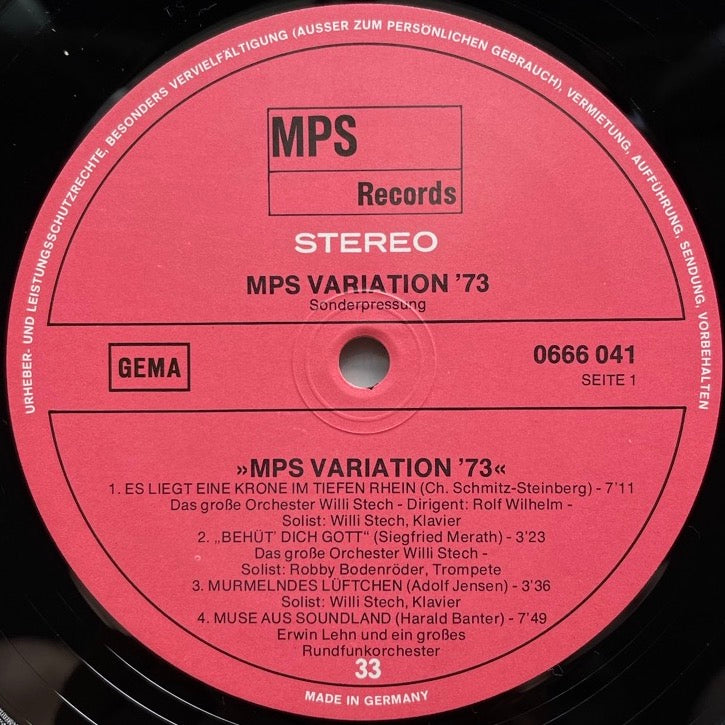 URHEBER- UND LEISTUNGSSCHUTZRECHTE, BESONDERS VERVIELFÄLTIGUNG (AUSSER ZUM PERSÖNLICHEN GEBRAUCH), VERMIETUNG, AUFFÜHRUNG, SENDUNG, VORBEHALTEN
MPS
Records
STEREO
MPS VARIATION '73
Sonderpressung
GEMA
0666 041
SEITE 1
»MPS VARIATION '73«
1. ES LIEGT EINE KRONE IM TIEFEN RHEIN (Ch. Schmitz-Steinberg) - 7'11
Das große Orchester Willi Stech - Dirigent: Rolf Wilhelm -
Solist: Willi Stech, Klavier
2. „BEHÜT' DICH GOTT" (Siegfried Merath) - 3'23
Das große Orchester Willi Stech -
Solist: Robby Bodenröder, Trompete
3. MURMELNDES LÜFTCHEN (Adolf Jensen) - 3'36
Solist: Willi Stech, Klavier
4. MUSE AUS SOUNDLAND (Harald Banter) - 7'49
Erwin Lehn und ein großes
Rundfunkorchester
33
MADE IN GERMANY